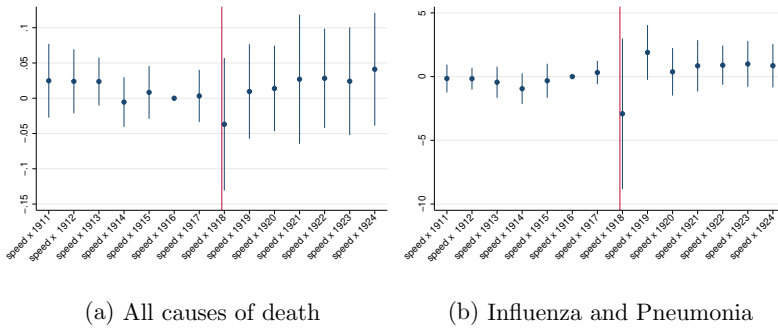 .1
.05
0
-.05
-.1
-.15
speed x 1911
speed x 1912
speed x 1913
speed x 1914
speed x 1915
speed x 1916
speed x 1917
speed x 1918
speed x 1919
speed x 1920
speed x 1921
speed x 1922
speed x 1923
speed x 1924
5
0
-5
-10
speed x 1911
speed x 1912
speed x 1913
speed x 1914
speed x 1915
speed x 1916
speed x 1917
speed x 1918
speed x 1919
speed x 1920
speed x 1921
speed x 1922
speed x 1923
speed x 1924
(a) All causes of death
(b) Influenza and Pneumonia